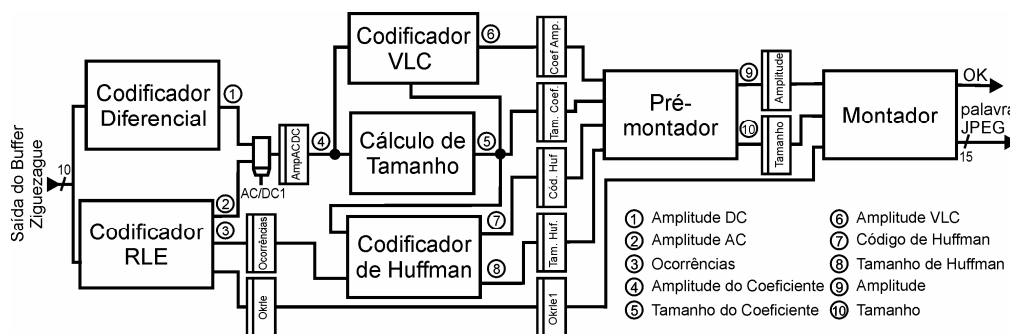 Saída do Buffer
Ziguezague
10
Codificador
Diferencial
1
Codificador
RLE
2
3
AC/DC1
AmpACDC
4
Ocorrências
Okrle
Codificador
VLC
6
Cálculo de
Tamanho
5
Codificador
de Huffman
7
8
Coef Amp.
Tam. Coef.
Cód. Huf
Tam. Huf.
Okrle1
Pré-
montador
9
10
Amplitude
Tamanho
Montador
OK
palavra
JPEG
15
1 Amplitude DC
2 Amplitude AC
3 Ocorrências
4 Amplitude do Coeficiente
5 Tamanho do Coeficiente
6 Amplitude VLC
7 Código de Huffman
8 Tamanho de Huffman
9 Amplitude
10 Tamanho